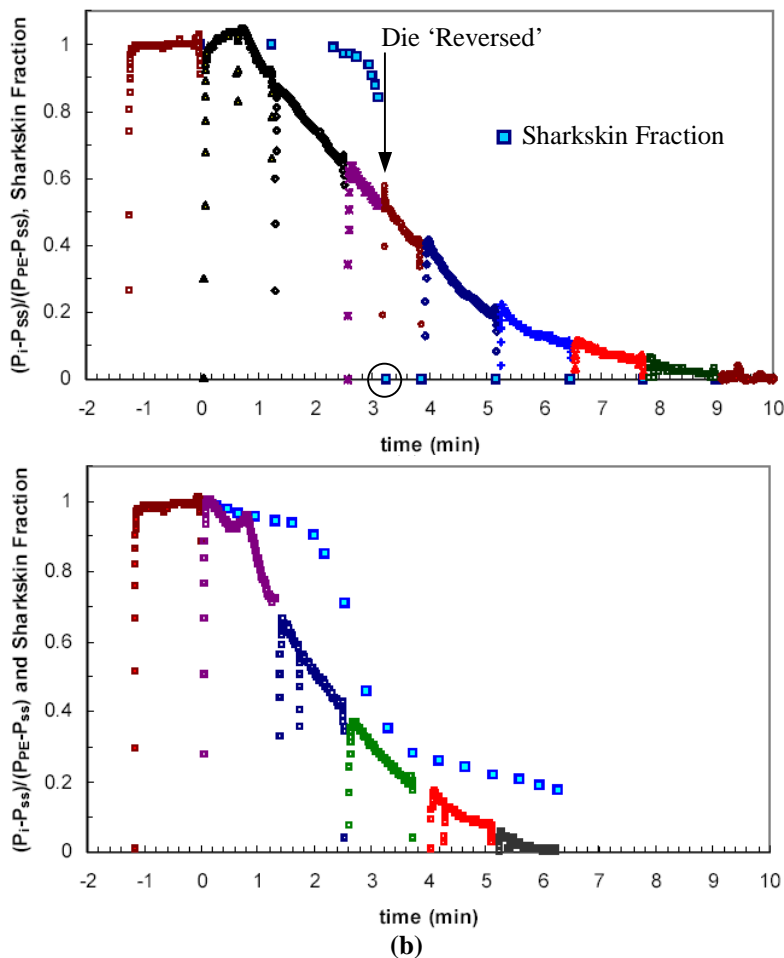 Die ‘Reversed’
Sharkskin Fraction
(Pi-PSS)/(PPE-PSS), Sharkskin Fraction
1
0.8
0.6
0.4
0.2
0
-2 -1 0 1 2 3 4 5 6 7 8 9 10
time (min)
(Pi-Pss)/(PPE-Pss) and Sharkskin Fraction
1
0.8
0.6
0.4
0.2
0
-2 -1 0 1 2 3 4 5 6 7 8 9 10
time (min)
(b)